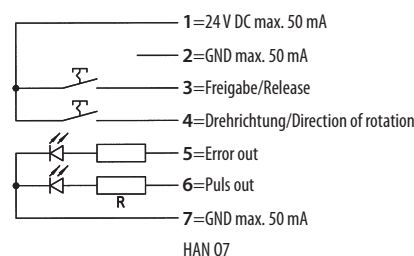 1=24 V DC max. 50 mA
2=GND max. 50 mA
3=Freigabe/Release
4=Drehrichtung/Direction of rotation
5=Error out
6=Puls out
R
7=GND max. 50 mA
HAN 07